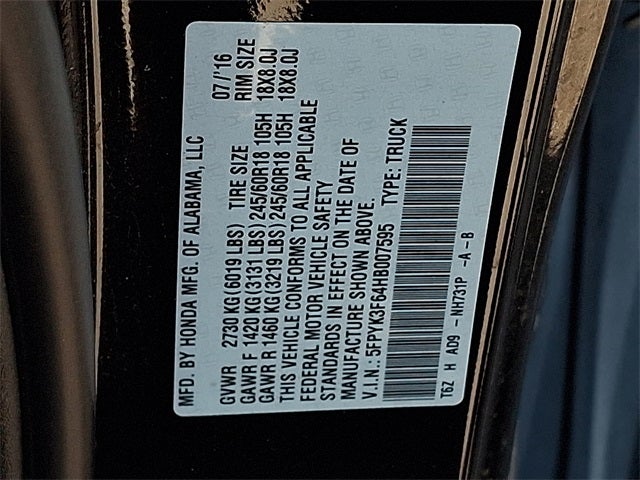 MFD. BY HONDA MFG. OF ALABAMA, LLC 07/'16
GVWR 2730 KG (6019 LBS) TIRE SIZE RIM SIZE
GAWR F 1420 KG (3131 LBS) 245/60R18 105H 18X8.0J
GAWR R 1460 KG (3219 LBS) 245/60R18 105H 18X8.0J
THIS VEHICLE CONFORMS TO ALL APPLICABLE
FEDERAL MOTOR VEHICLE SAFETY
STANDARDS IN EFFECT ON THE DATE OF
MANUFACTURE SHOWN ABOVE.
V.I.N.: 5FPYK3F64HB007595 TYPE: TRUCK
T6Z H AD9 - NH731P -A-B